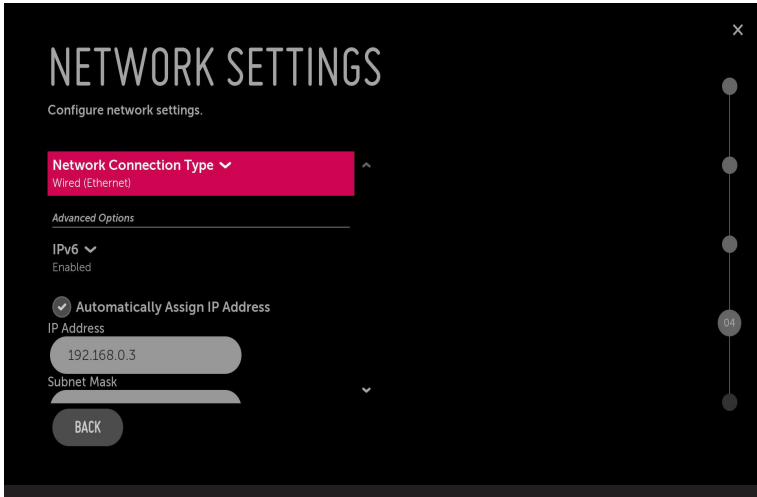 NETWORK SETTINGS
Configure network settings.
Network Connection Type
Wired (Ethernet)
Advanced Options
IPv6
Enabled
Automatically Assign IP Address
IP Address
192.168.0.3
Subnet Mask
BACK
04